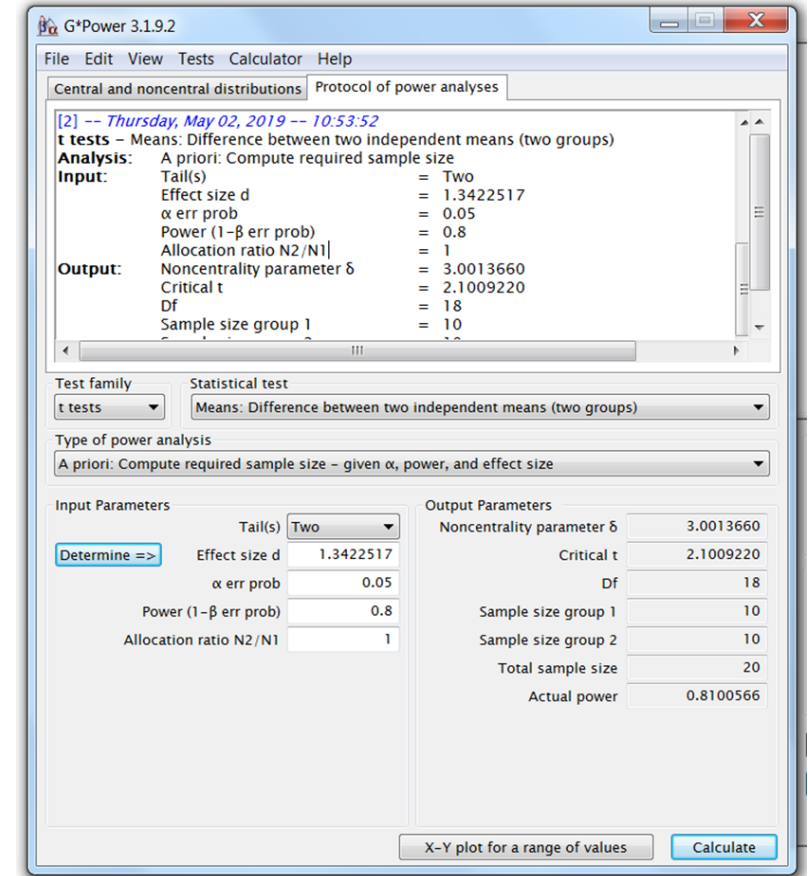 G*Power 3.1.9.2
File Edit View Tests Calculator Help
Central and noncentral distributions Protocol of power analyses
[2] -- Thursday, May 02, 2019 -- 10:53:52
t tests – Means: Difference between two independent means (two groups)
Analysis: A priori: Compute required sample size
Input: Tail(s) = Two
Effect size d = 1.3422517
α err prob = 0.05
Power (1-β err prob) = 0.8
Allocation ratio N2/N1 = 1
Output: Noncentrality parameter δ = 3.0013660
Critical t = 2.1009220
Df = 18
Sample size group 1 = 10
Test family Statistical test
t tests Means: Difference between two independent means (two groups)
Type of power analysis
A priori: Compute required sample size – given α, power, and effect size
Input Parameters Output Parameters
Tail(s) Two Noncentrality parameter δ 3.0013660
Determine => Effect size d 1.3422517 Critical t 2.1009220
α err prob 0.05 Df 18
Power (1-β err prob) 0.8 Sample size group 1 10
Allocation ratio N2/N1 1 Sample size group 2 10
Total sample size 20
Actual power 0.8100566
X-Y plot for a range of values Calculate